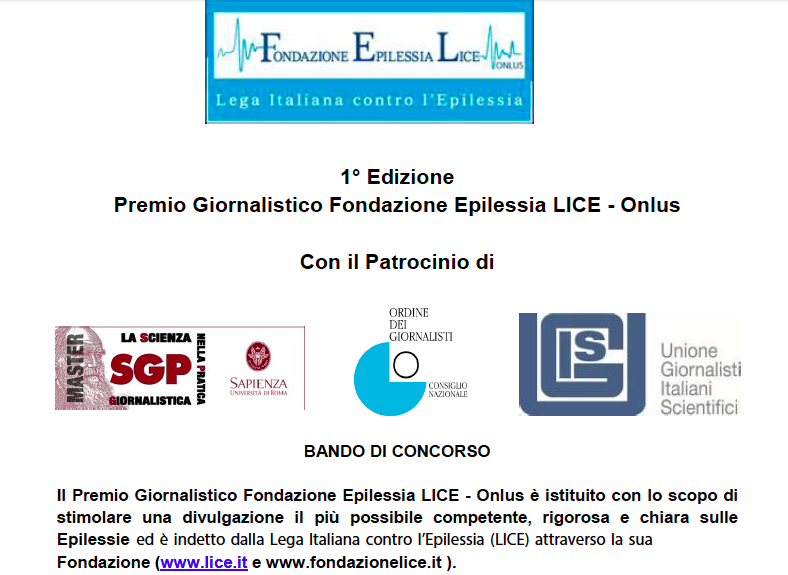 FONDAZIONE EPILESSIA LICE
ONLUS
Lega Italiana contro l'Epilessia
1° Edizione
Premio Giornalistico Fondazione Epilessia LICE - Onlus
Con il Patrocinio di
MASTER
LA SCIENZA
NELLA PRATICA
SGP
GIORNALISTICA
SAPIENZA
UNIVERSITÀ DI ROMA
ORDINE
DEI
GIORNALISTI
O
CONSIGLIO
NAZIONALE
UGIS
Unione
Giornalisti
Italiani
Scientifici
BANDO DI CONCORSO
Il Premio Giornalistico Fondazione Epilessia LICE - Onlus è istituito con lo scopo di
stimolare una divulgazione il più possibile competente, rigorosa e chiara sulle
Epilessie ed è indetto dalla Lega Italiana contro l’Epilessia (LICE) attraverso la sua
Fondazione (www.lice.it e www.fondazionelice.it ).